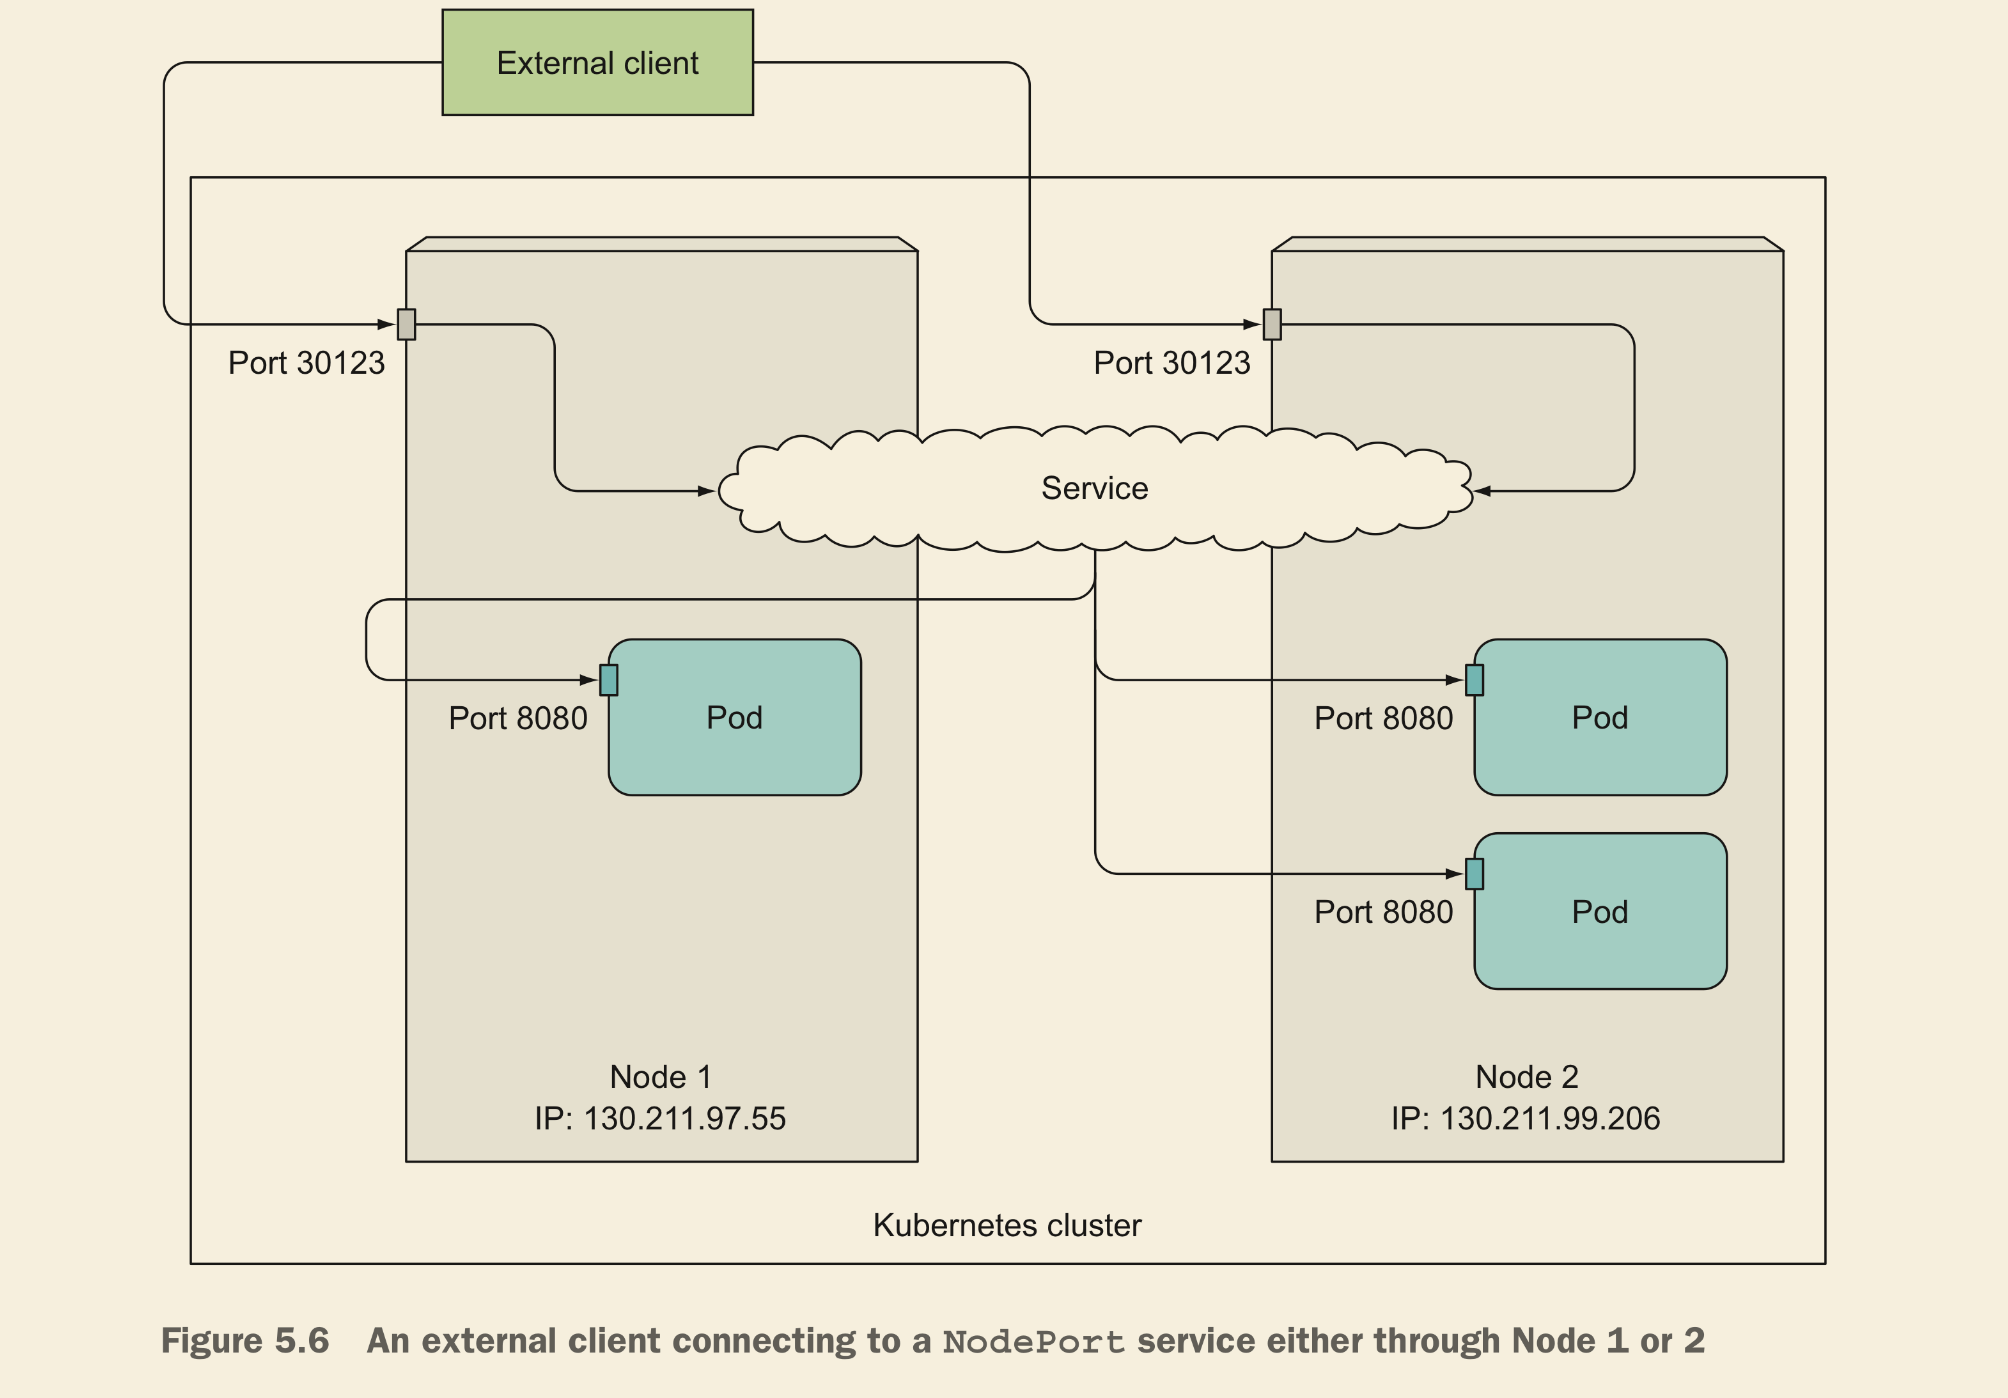 External client
Port 30123
Port 30123
Service
Port 8080
Pod
Port 8080
Pod
Port 8080
Pod
Node 1
IP: 130.211.97.55
Node 2
IP: 130.211.99.206
Kubernetes cluster
Figure 5.6 An external client connecting to a NodePort service either through Node 1 or 2